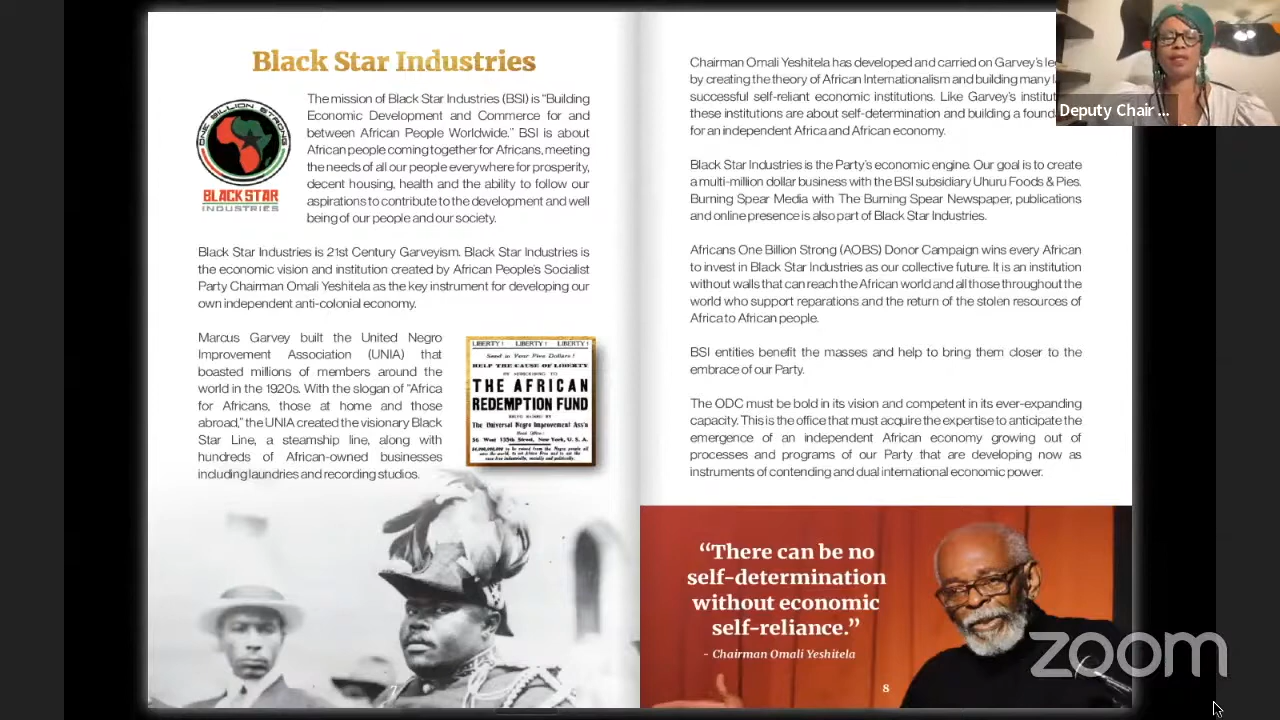 Black Star Industries
ONE BILLION STRONG
BLACK STAR
INDUSTRIES
The mission of Black Star Industries (BSI) is “Building
Economic Development and Commerce for and
between African People Worldwide.” BSI is about
African people coming together for Africans, meeting
the needs of all our people everywhere for prosperity,
decent housing, health and the ability to follow our
aspirations to contribute to the development and well
being of our people and our society.
Black Star Industries is 21st Century Garveyism. Black Star Industries is
the economic vision and institution created by African People’s Socialist
Party Chairman Omali Yeshitela as the key instrument for developing our
own independent anti-colonial economy.
Marcus Garvey built the United Negro
Improvement Association (UNIA) that
boasted millions of members around the
world in the 1920s. With the slogan of “Africa
for Africans, those at home and those
abroad,” the UNIA created the visionary Black
Star Line, a steamship line, along with
hundreds of African-owned businesses
including laundries and recording studios.
LIBERTY! LIBERTY! LIBERTY!
Send in Your Five Dollars!
HELP THE CAUSE OF LIBERTY
THE AFRICAN
REDEMPTION FUND
The Universal Negro Improvement Ass'n
56 West 135th Street, New York, U. S. A.
7
Chairman Omali Yeshitela has developed and carried on Garvey’s
by creating the theory of African Internationalism and building many
successful self-reliant economic institutions. Like Garvey’s
these institutions are about self-determination and building a
for an independent Africa and African economy.
Black Star Industries is the Party’s economic engine. Our goal is to create
a multi-million dollar business with the BSI subsidiary Uhuru Foods & Pies.
Burning Spear Media with The Burning Spear Newspaper, publications
and online presence is also part of Black Star Industries.
Africans One Billion Strong (AOBS) Donor Campaign wins every African
to invest in Black Star Industries as our collective future. It is an institution
without walls that can reach the African world and all those throughout the
world who support reparations and the return of the stolen resources of
Africa to African people.
BSI entities benefit the masses and help to bring them closer to the
embrace of our Party.
The ODC must be bold in its vision and competent in its ever-expanding
capacity. This is the office that must acquire the expertise to anticipate the
emergence of an independent African economy growing out of
processes and programs of our Party that are developing now as
instruments of contending and dual international economic power.
“There can be no
self-determination
without economic
self-reliance.”
- Chairman Omali Yeshitela
8
Deputy Chair ...
zoom